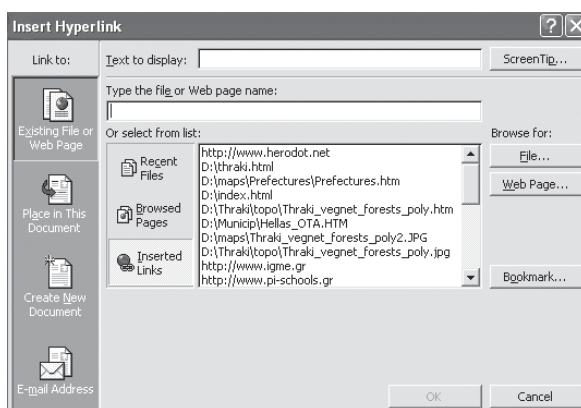 Insert Hyperlink
Link to:
Text to display:
ScreenTip...
Existing File or
Web Page
Place in This
Document
Create New
Document
E-mail Address
Type the file or Web page name:
Or select from list:
Recent
Files
Browsed
Pages
Inserted
Links
http://www.herodot.net
D:\thraki.html
D:\maps\Prefectures\Prefectures.htm
D:\index.html
D:\Thraki\topo\Thraki_vegnet_forests_poly.htm
D:\Municip\Hellas_OTA.HTM
D:\maps\Thraki_vegnet_forests_poly2.JPG
D:\Thraki\topo\Thraki_vegnet_forests_poly.jpg
http://www.igme.gr
http://www.pi-schools.gr
Browse for:
File...
Web Page...
Bookmark...
OK
Cancel